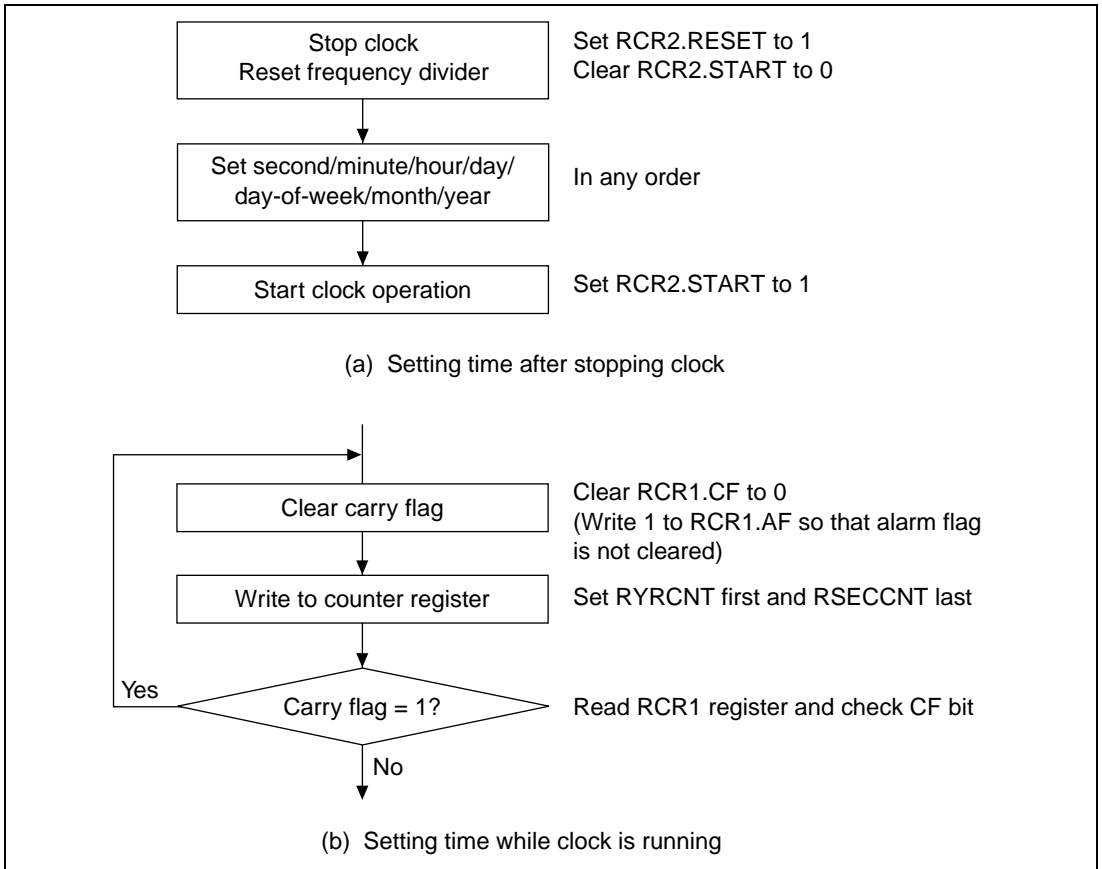 Stop clock
Reset frequency divider
Set RCR2.RESET to 1
Clear RCR2.START to 0
Set second/minute/hour/day/
day-of-week/month/year
In any order
Start clock operation
Set RCR2.START to 1
(a) Setting time after stopping clock
Clear carry flag
Clear RCR1.CF to 0
(Write 1 to RCR1.AF so that alarm flag
is not cleared)
Write to counter register
Set RYRCNT first and RSECCNT last
Yes
Carry flag = 1?
Read RCR1 register and check CF bit
No
(b) Setting time while clock is running